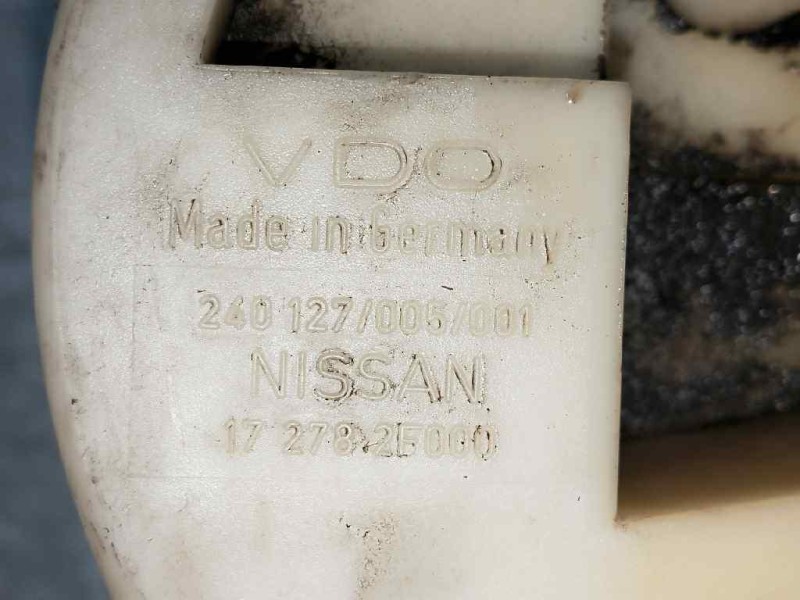 VDO
Made in Germany
240 127/005/001
NISSAN
17 278 2F000